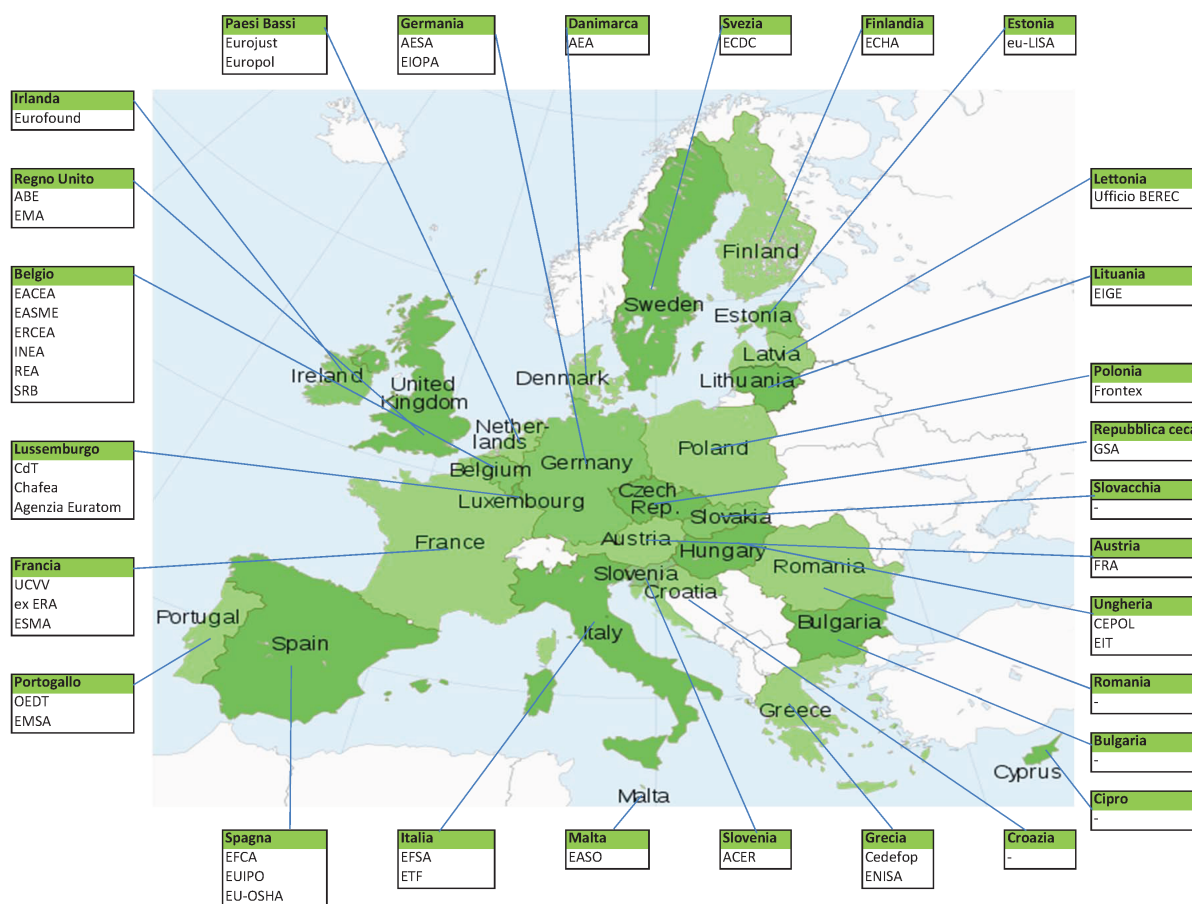 Paesi Bassi
Eurojust
Europol
Germania
AESA
EIOPA
Danimarca
AEA
Svezia
ECDC
Finlandia
ECHA
Estonia
eu-LISA
Irlanda
Eurofound
Regno Unito
ABE
EMA
Belgio
EACEA
EASME
ERCEA
INEA
REA
SRB
Lussemburgo
CdT
Chafea
Agenzia Euratom
Francia
UCVV
ex ERA
ESMA
Portogallo
OEDT
EMSA
Finland
Sweden
Estonia
Latvia
Lithuania
Denmark
Ireland
United
Kingdom
Nether-
lands
Belgium
Luxembourg
Germany
Poland
Czech
Rep.
Slovakia
Austria
Hungary
Romania
France
Slovenia
Croatia
Portugal
Spain
Italy
Bulgaria
Greece
Cyprus
Malta
Lettonia
Ufficio BEREC
Lituania
EIGE
Polonia
Frontex
Repubblica ceca
GSA
Slovacchia
-
Austria
FRA
Ungheria
CEPOL
EIT
Romania
-
Bulgaria
-
Cipro
-
Spagna
EFCA
EUIPO
EU-OSHA
Italia
EFSA
ETF
Malta
EASO
Slovenia
ACER
Grecia
Cedefop
ENISA
Croazia
-